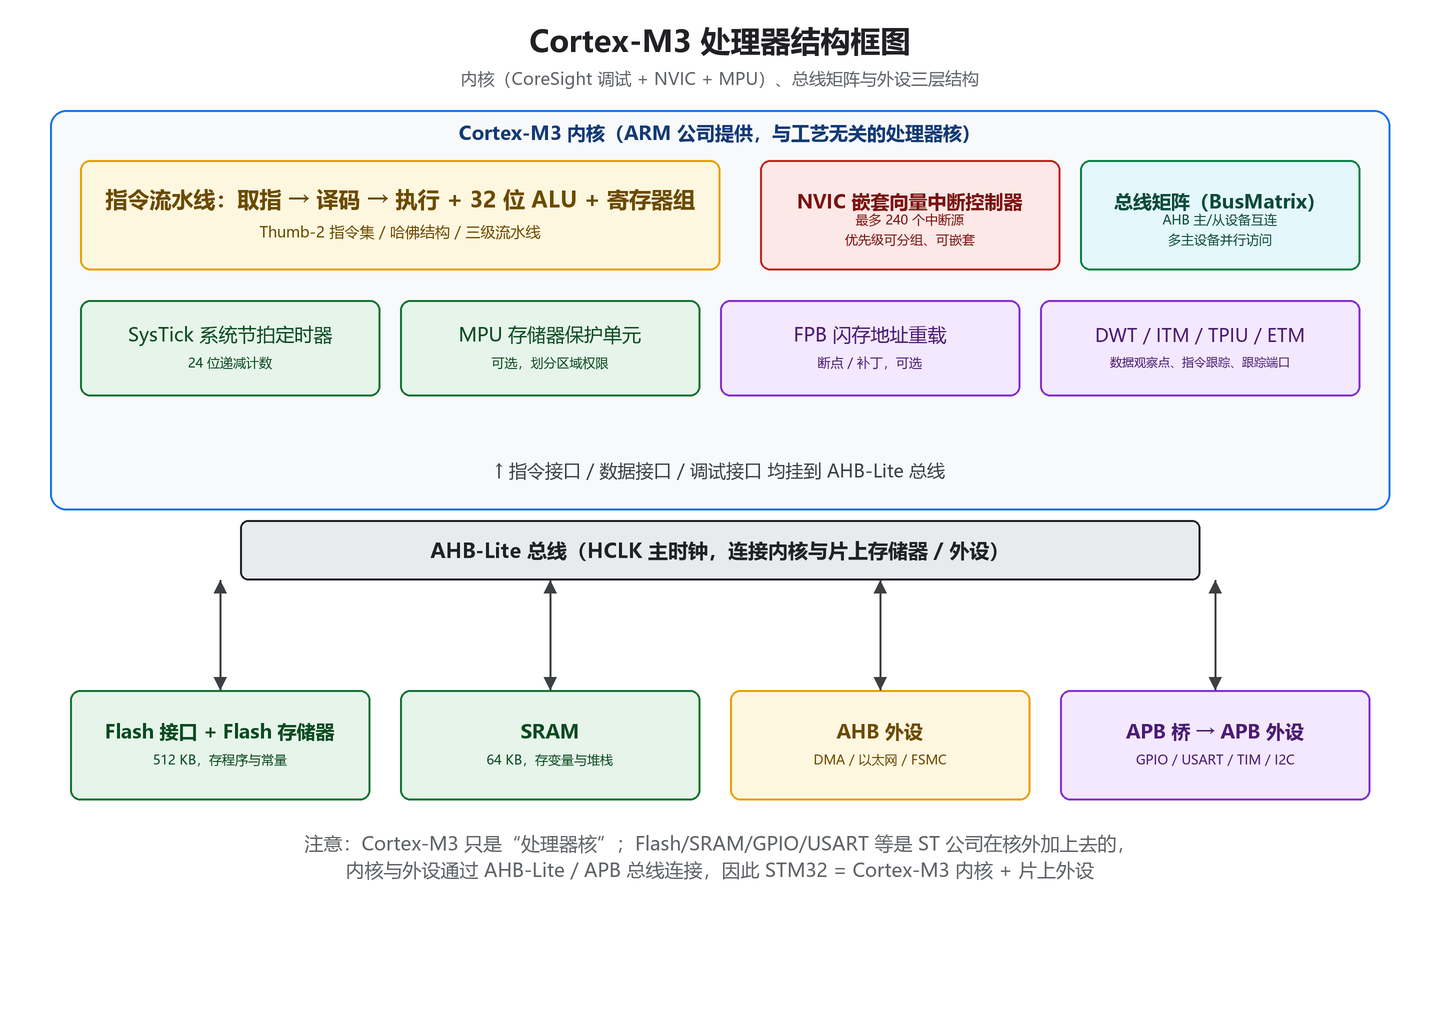 Cortex-M3 处理器结构框图
内核（CoreSight 调试 + NVIC + MPU）、总线矩阵与外设三层结构
Cortex-M3 内核（ARM 公司提供，与工艺无关的处理器核）
指令流水线：取指 → 译码 → 执行 + 32 位 ALU + 寄存器组
Thumb-2 指令集 / 哈佛结构 / 三级流水线
NVIC 嵌套向量中断控制器
最多 240 个中断源
优先级可分组、可嵌套
总线矩阵（BusMatrix）
AHB 主/从设备互连
多主设备并行访问
SysTick 系统节拍定时器
24 位递减计数
MPU 存储器保护单元
可选，划分区域权限
FPB 闪存地址重载
断点 / 补丁，可选
DWT / ITM / TPIU / ETM
数据观察点、指令跟踪、跟踪端口
↑ 指令接口 / 数据接口 / 调试接口 均挂到 AHB-Lite 总线
AHB-Lite 总线（HCLK 主时钟，连接内核与片上存储器 / 外设）
Flash 接口 + Flash 存储器
512 KB，存程序与常量
SRAM
64 KB，存变量与堆栈
AHB 外设
DMA / 以太网 / FSMC
APB 桥 → APB 外设
GPIO / USART / TIM / I2C
注意：Cortex-M3 只是“处理器核”；Flash/SRAM/GPIO/USART 等是 ST 公司在核外加上去的，
内核与外设通过 AHB-Lite / APB 总线连接，因此 STM32 = Cortex-M3 内核 + 片上外设